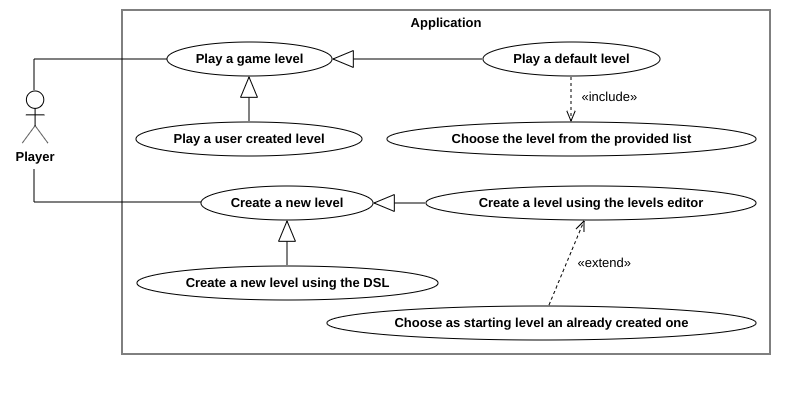 Application
Play a game level
Play a default level
«include»
Player
Play a user created level
Choose the level from the provided list
Create a new level
Create a level using the levels editor
«extend»
Create a new level using the DSL
Choose as starting level an already created one